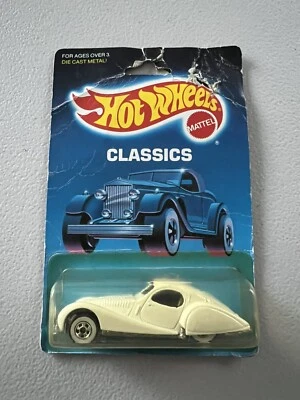 FOR AGES OVER 3
DIE CAST METAL!
Hot Wheels
MATTEL
CLASSICS